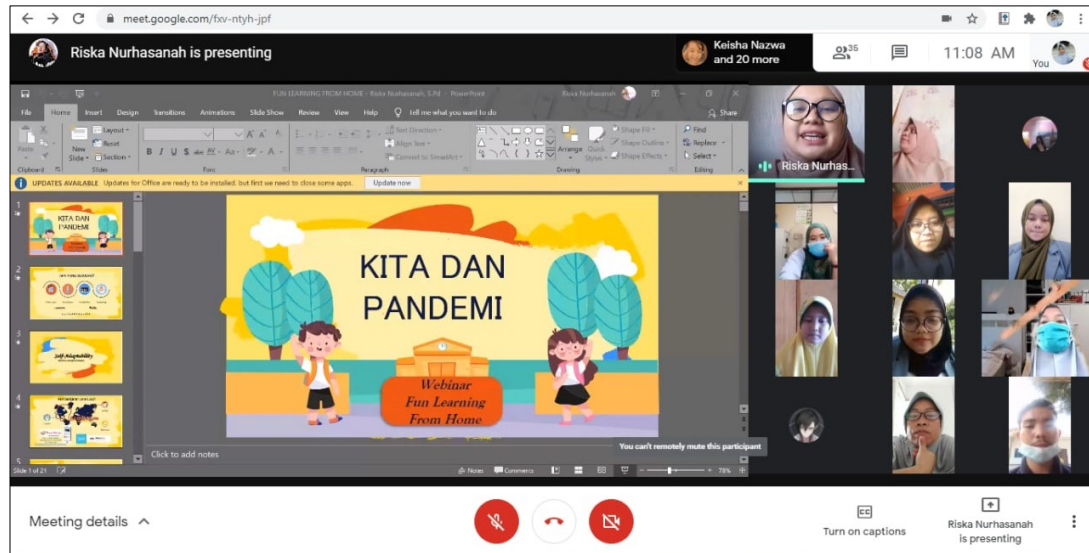 meet.google.com/fxv-ntyh-jpf
Riska Nurhasanah is presenting
Keisha Nazwa
and 20 more
36
11:08 AM
You
FUN LEARNING FROM HOME - Riska Nurhasanah, S.Pd - PowerPoint
Riska Nurhasanah
File Home Insert Design Transitions Animations Slide Show Review View Help Tell me what you want to do
Share
Paste
New
Slide
Layout
Reset
Section
Text Direction
Align Text
Convert to SmartArt
Arrange
Quick
Styles
Shape Fill
Shape Outline
Shape Effects
Find
Replace
Select
Clipboard
Slides
Font
Paragraph
Drawing
Editing
UPDATES AVAILABLE Updates for Office are ready to be installed, but first we need to close some apps.
Update now
1
KITA DAN
PANDEMI
2
3
Self-Adaptability
4
5
KITA DAN
PANDEMI
Webinar
Fun Learning
From Home
Riska Nurhas...
You can't remotely mute this participant
Click to add notes
Slide 1 of 21
Notes
Comments
78%
Meeting details
CC
Turn on captions
Riska Nurhasanah
is presenting